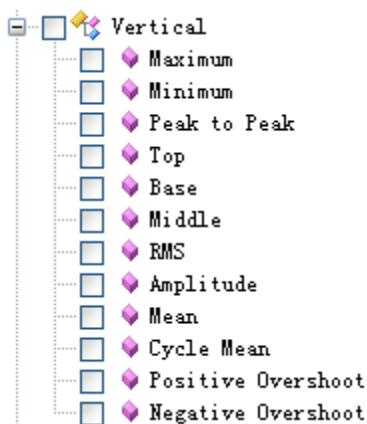 Vertical
Maximum
Minimum
Peak to Peak
Top
Base
Middle
RMS
Amplitude
Mean
Cycle Mean
Positive Overshoot
Negative Overshoot